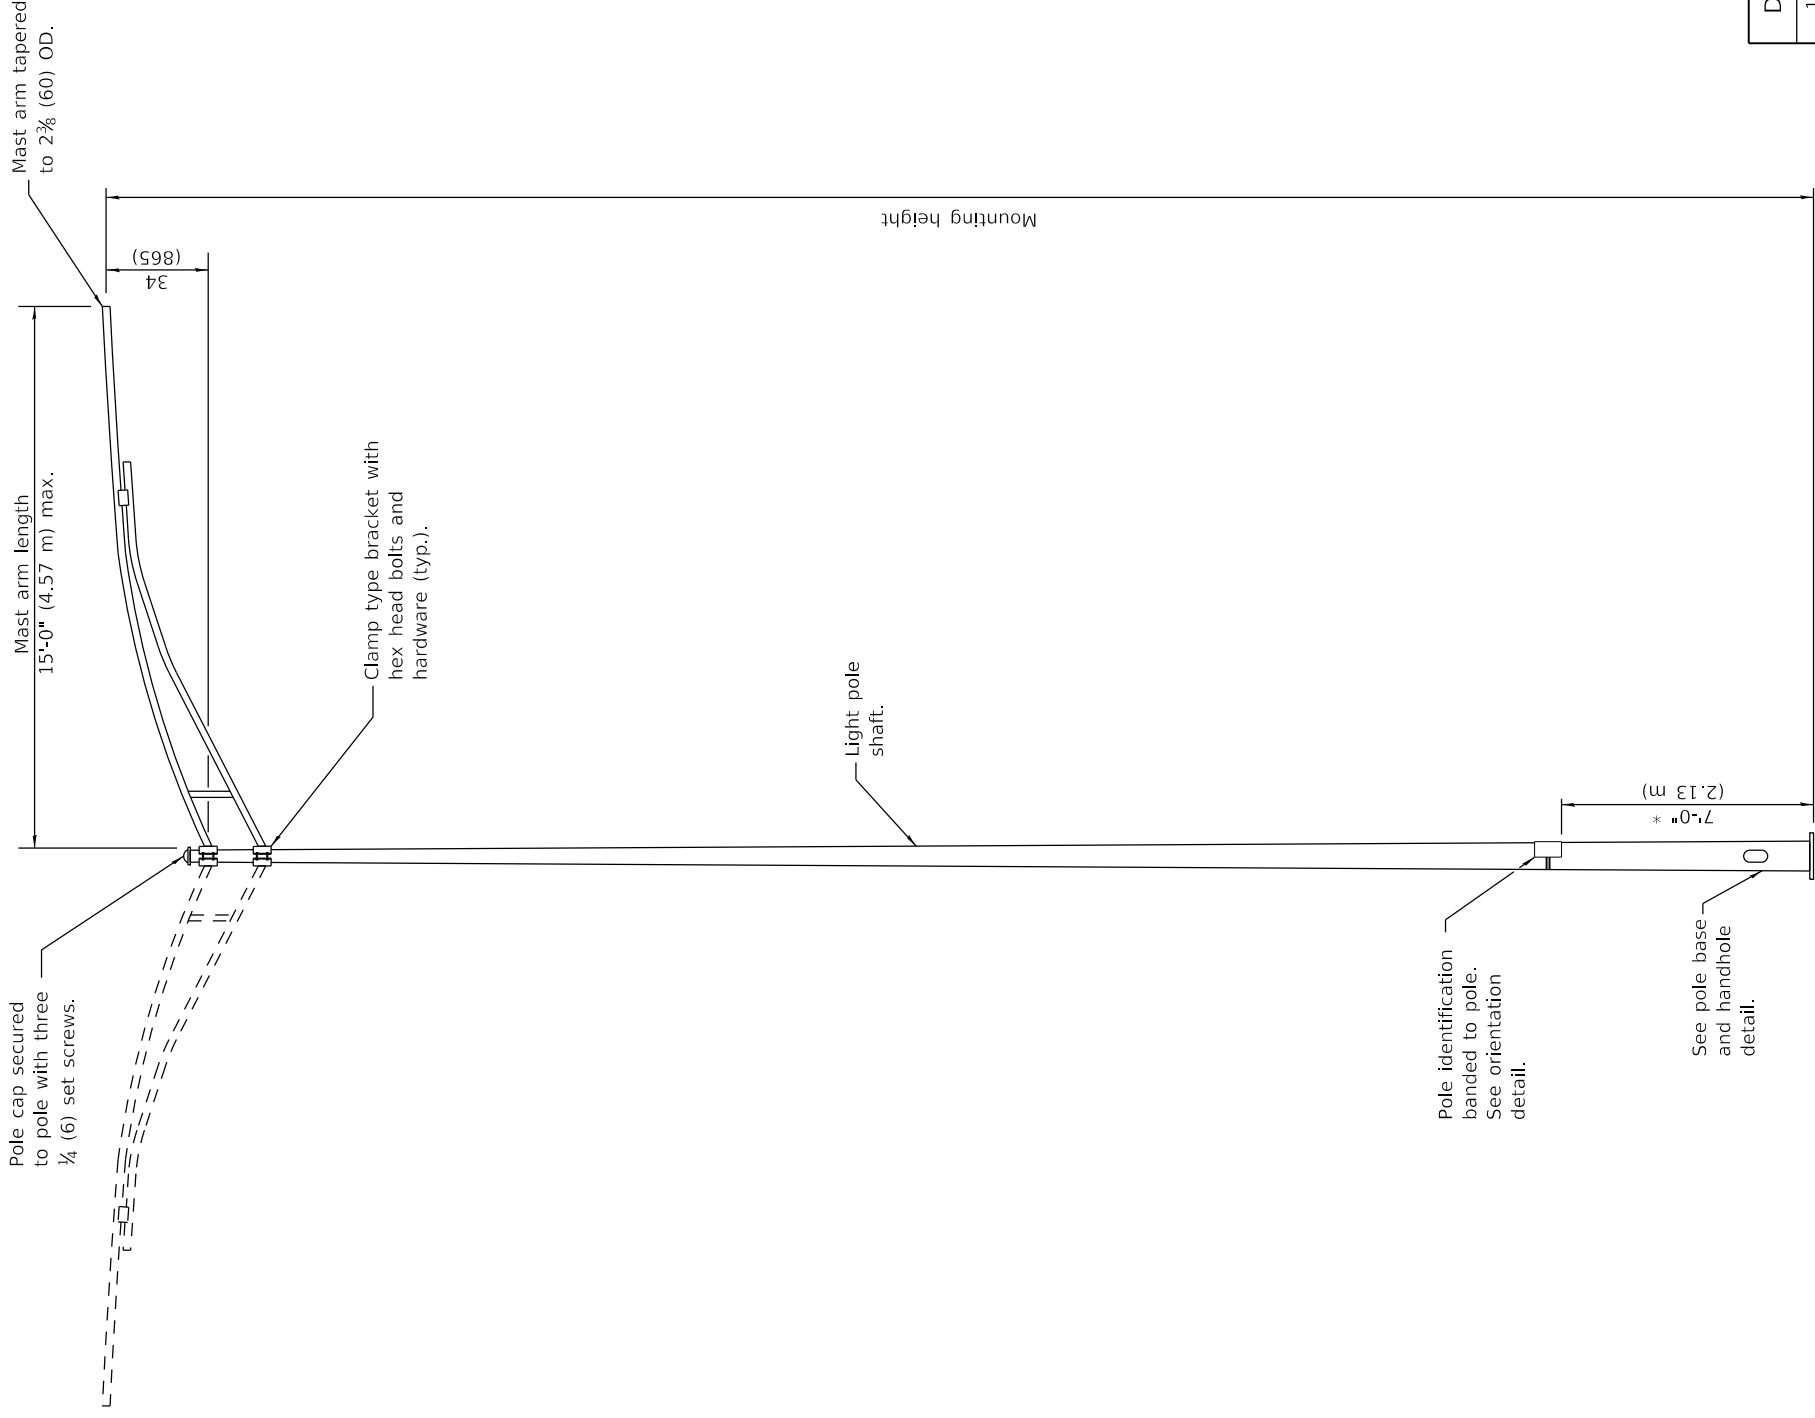 Mast arm tapered
to 2⅜ (60) OD.
Mast arm length
15'-0" (4.57 m) max.
34
(865)
Mounting height
Clamp type bracket with
hex head bolts and
hardware (typ.).
Light pole
shaft.
Pole cap secured
to pole with three
¼ (6) set screws.
7'-0" *
(2.13 m)
Pole identification
banded to pole.
See orientation
detail.
See pole base
and handhole
detail.
D
1